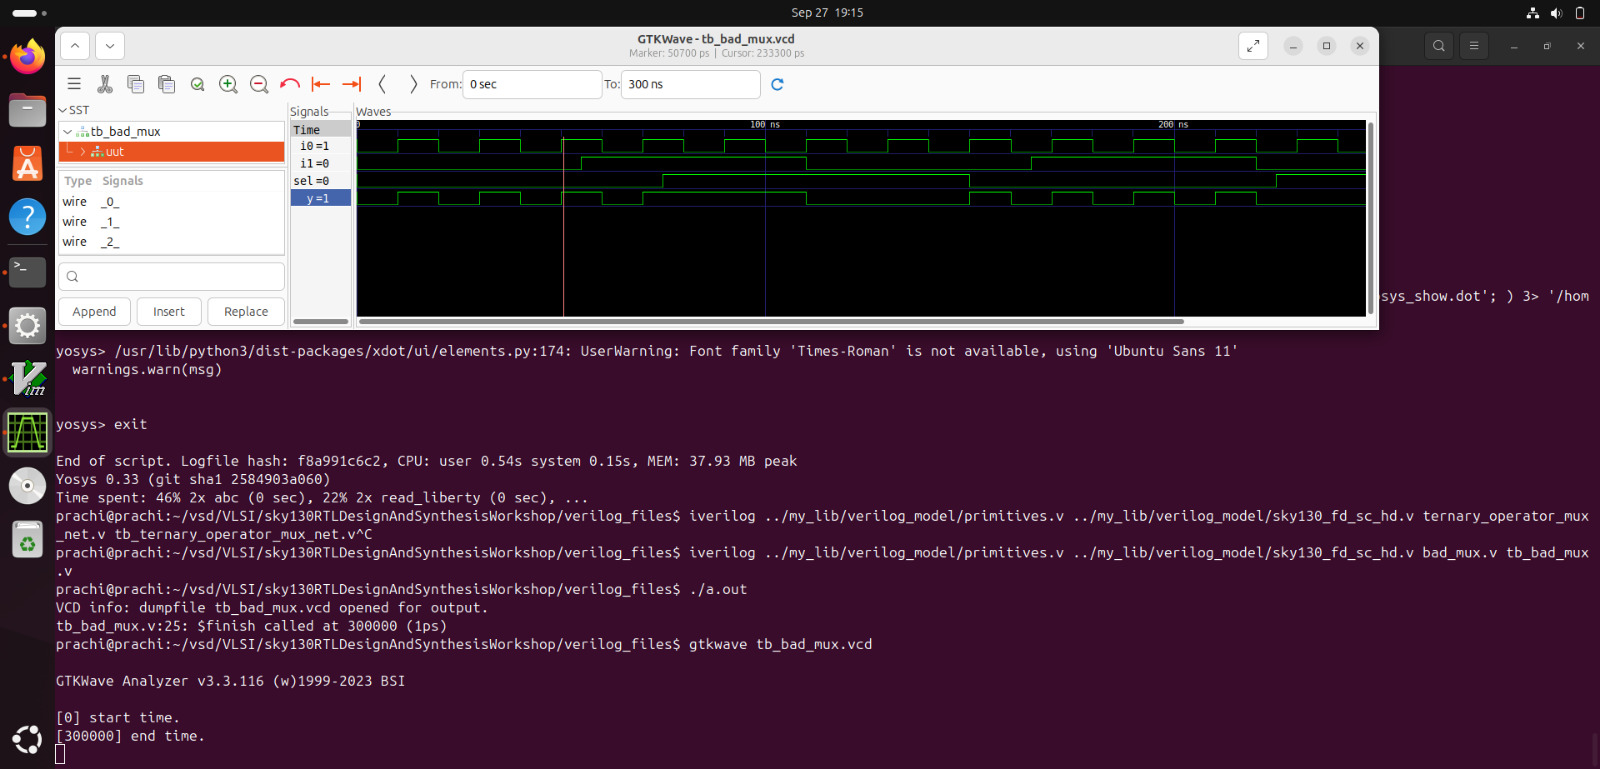 Sep 27 19:15
GTKWave - tb_bad_mux.vcd
Marker: 50700 ps | Cursor: 233300 ps
From: 0 sec To: 300 ns
SST
tb_bad_mux
uut
Type Signals
wire _0_
wire _1_
wire _2_
Append Insert Replace
Signals
Time
i0=1
i1=0
sel=0
y=1
Waves
0 100 ns 200 ns
osys_show.dot'; ) 3> '/hom
yosys> /usr/lib/python3/dist-packages/xdot/ui/elements.py:174: UserWarning: Font family 'Times-Roman' is not available, using 'Ubuntu Sans 11'
warnings.warn(msg)
yosys> exit
End of script. Logfile hash: f8a991c6c2, CPU: user 0.54s system 0.15s, MEM: 37.93 MB peak
Yosys 0.33 (git sha1 2584903a060)
Time spent: 46% 2x abc (0 sec), 22% 2x read_liberty (0 sec), ...
prachi@prachi:~/vsd/VLSI/sky130RTLDesignAndSynthesisWorkshop/verilog_files$ iverilog ../my_lib/verilog_model/primitives.v ../my_lib/verilog_model/sky130_fd_sc_hd.v ternary_operator_mux
_net.v tb_ternary_operator_mux_net.v^C
prachi@prachi:~/vsd/VLSI/sky130RTLDesignAndSynthesisWorkshop/verilog_files$ iverilog ../my_lib/verilog_model/primitives.v ../my_lib/verilog_model/sky130_fd_sc_hd.v bad_mux.v tb_bad_mux
.v
prachi@prachi:~/vsd/VLSI/sky130RTLDesignAndSynthesisWorkshop/verilog_files$ ./a.out
VCD info: dumpfile tb_bad_mux.vcd opened for output.
tb_bad_mux.v:25: $finish called at 300000 (1ps)
prachi@prachi:~/vsd/VLSI/sky130RTLDesignAndSynthesisWorkshop/verilog_files$ gtkwave tb_bad_mux.vcd
GTKWave Analyzer v3.3.116 (w)1999-2023 BSI
[0] start time.
[300000] end time.